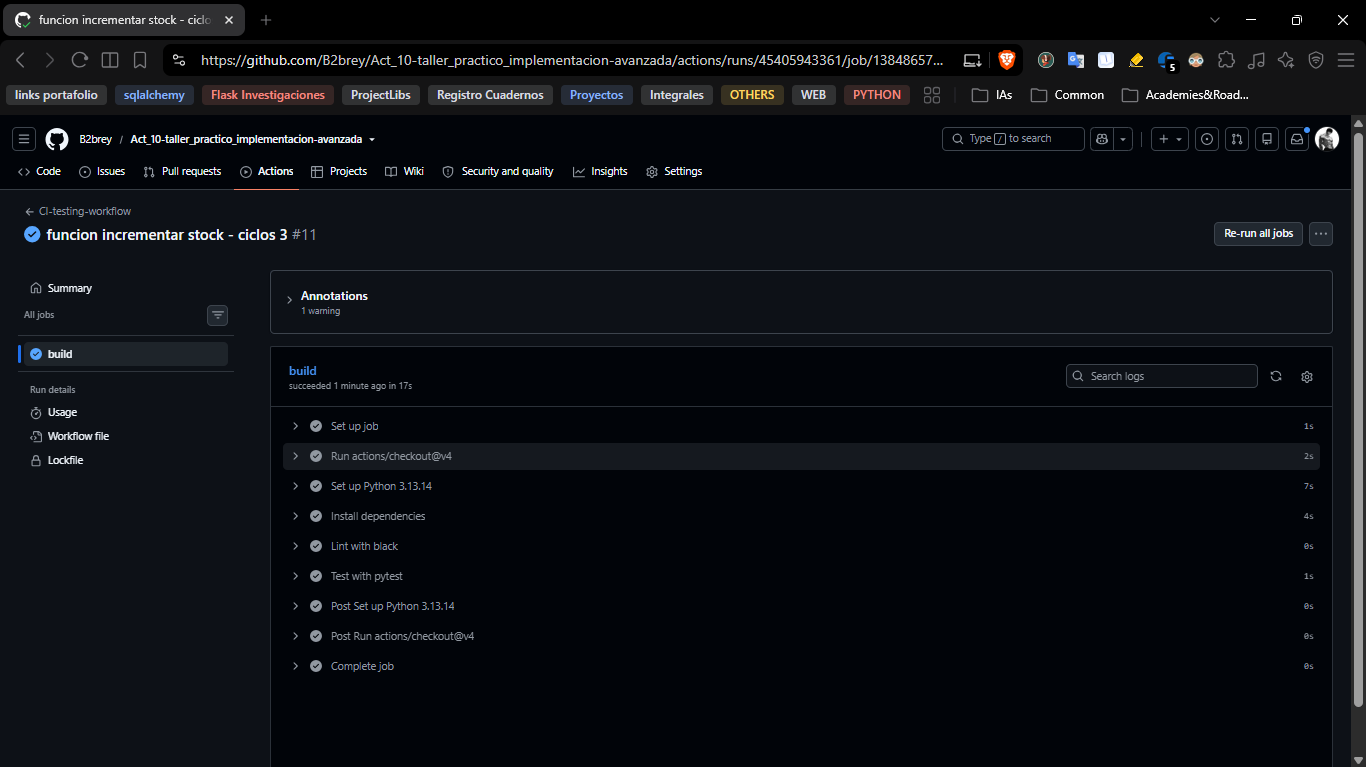 funcion incrementar stock - ciclo
https://github.com/B2brey/Act_10-taller_practico_implementacion-avanzada/actions/runs/45405943361/job/13848657...
5
links portafolio sqlalchemy Flask Investigaciones ProjectLibs Registro Cuadernos Proyectos Integrales OTHERS WEB PYTHON IAs Common Academies&Road...
B2brey / Act_10-taller_practico_implementacion-avanzada
Type / to search
Code Issues Pull requests Actions Projects Wiki Security and quality Insights Settings
CI-testing-workflow
funcion incrementar stock - ciclos 3 #11
Re-run all jobs
Summary
All jobs
build
Run details
Usage
Workflow file
Lockfile
Annotations
1 warning
build
succeeded 1 minute ago in 17s
Search logs
Set up job 1s
Run actions/checkout@v4 2s
Set up Python 3.13.14 7s
Install dependencies 4s
Lint with black 0s
Test with pytest 1s
Post Set up Python 3.13.14 0s
Post Run actions/checkout@v4 0s
Complete job 0s